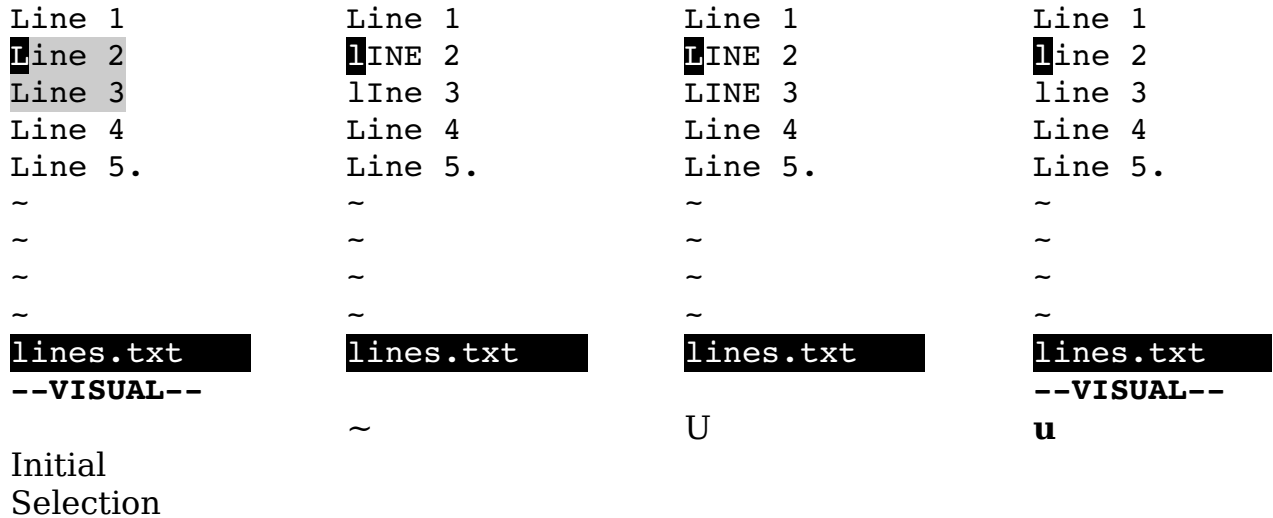 Line 1
Line 2
Line 3
Line 4
Line 5.
~
~
~
~
lines.txt
--VISUAL--
Initial
Selection
Line 1
lINE 2
lIne 3
Line 4
Line 5.
~
~
~
~
lines.txt
~
Line 1
LINE 2
LINE 3
Line 4
Line 5.
~
~
~
~
lines.txt
U
Line 1
line 2
line 3
Line 4
Line 5.
~
~
~
~
lines.txt
--VISUAL--
u